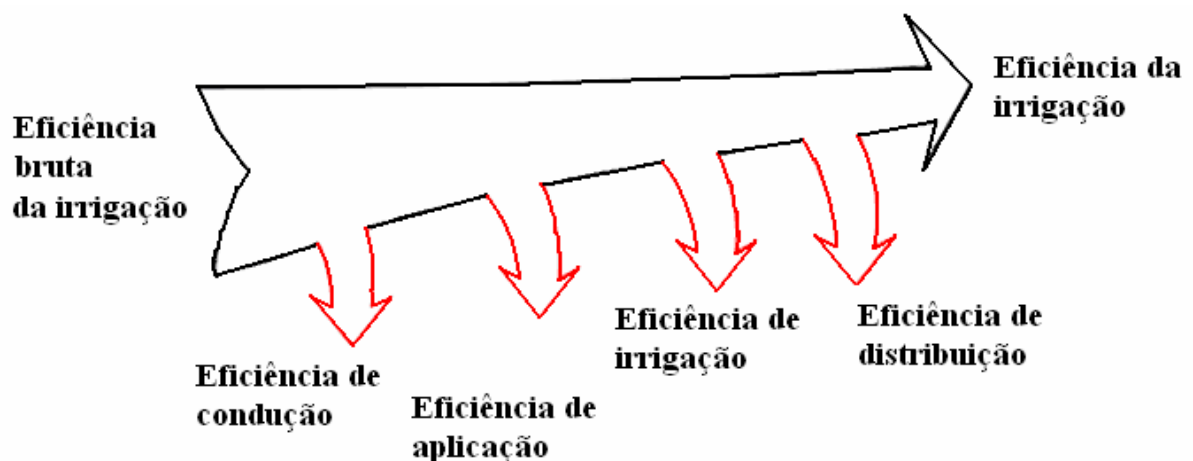 Eficiência
bruta
da irrigação
Eficiência da
irrigação
Eficiência de
condução
Eficiência de
aplicação
Eficiência de
irrigação
Eficiência de
distribuição